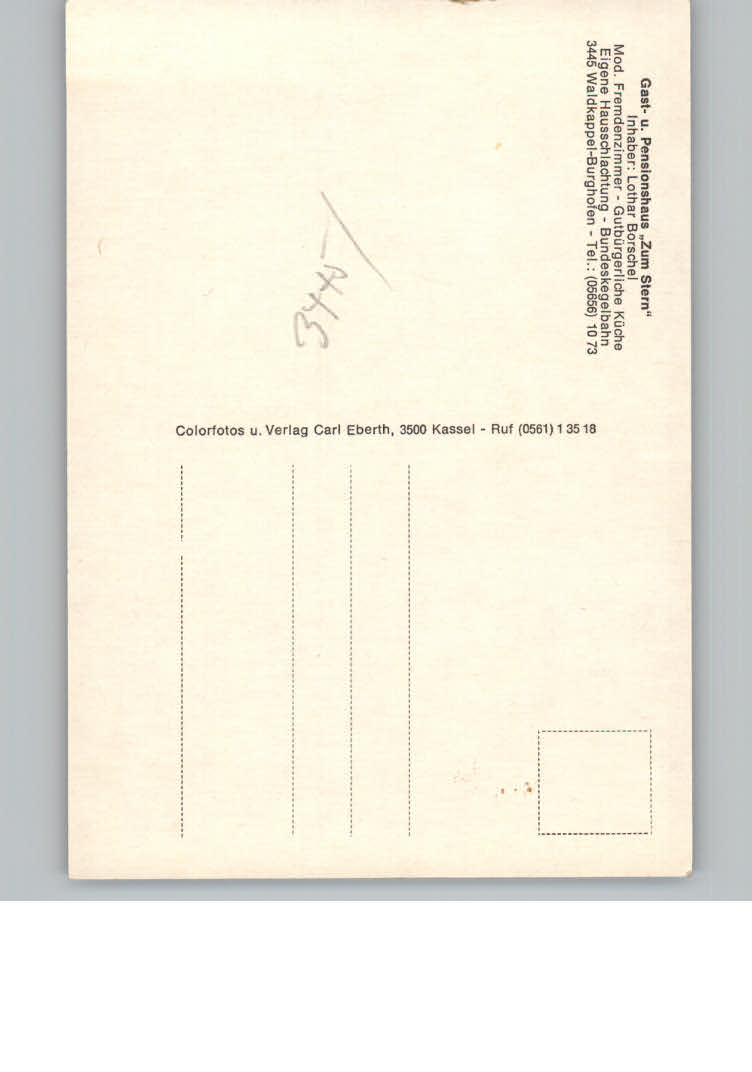 Gast- u. Pensionshaus „Zum Stern“
Inhaber: Lothar Borschel
Mod. Fremdenzimmer - Gutbürgerliche Küche
Eigene Hausschlachtung - Bundeskegelbahn
3445 Waldkappel-Burghofen - Tel.: (05656) 10 73
3440
Colorfotos u. Verlag Carl Eberth, 3500 Kassel - Ruf (0561) 1 35 18